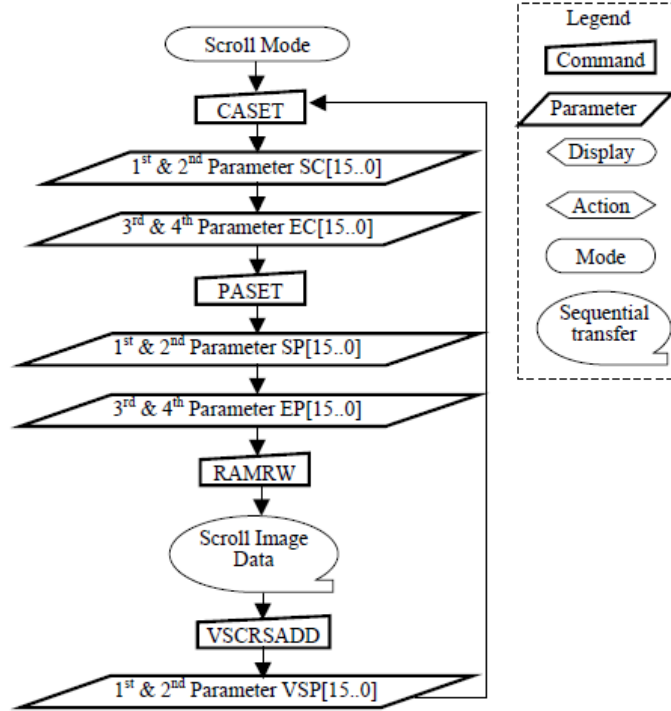 Scroll Mode
CASET
1st & 2nd Parameter SC[15..0]
3rd & 4th Parameter EC[15..0]
PASET
1st & 2nd Parameter SP[15..0]
3rd & 4th Parameter EP[15..0]
RAMRW
Scroll Image
Data
VSCRSADD
1st & 2nd Parameter VSP[15..0]
Legend
Command
Parameter
Display
Action
Mode
Sequential
transfer